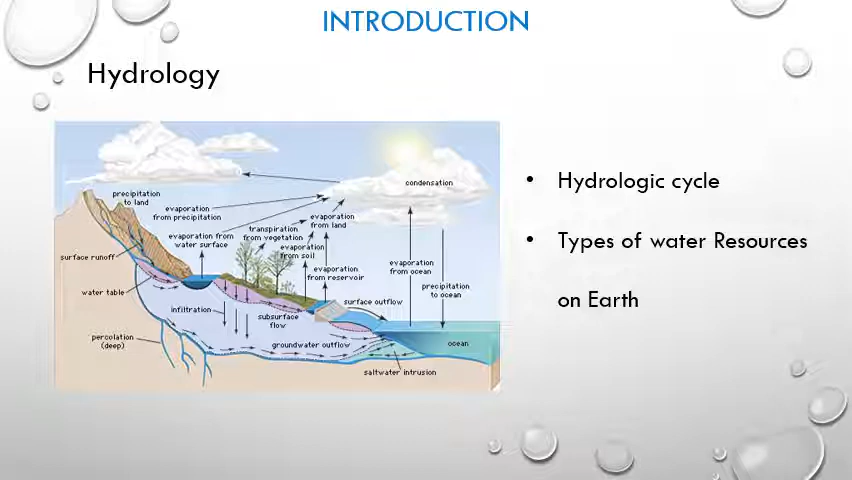 INTRODUCTION
Hydrology
condensation
precipitation
to land
evaporation
from precipitation
evaporation
from land
transpiration
from vegetation
evaporation from
water surface
evaporation
from soil
surface runoff
evaporation
from ocean
evaporation
from reservoir
precipitation
to ocean
water table
surface outflow
infiltration
subsurface
flow
percolation
(deep)
groundwater outflow
ocean
saltwater intrusion
• Hydrologic cycle
• Types of water Resources
on Earth